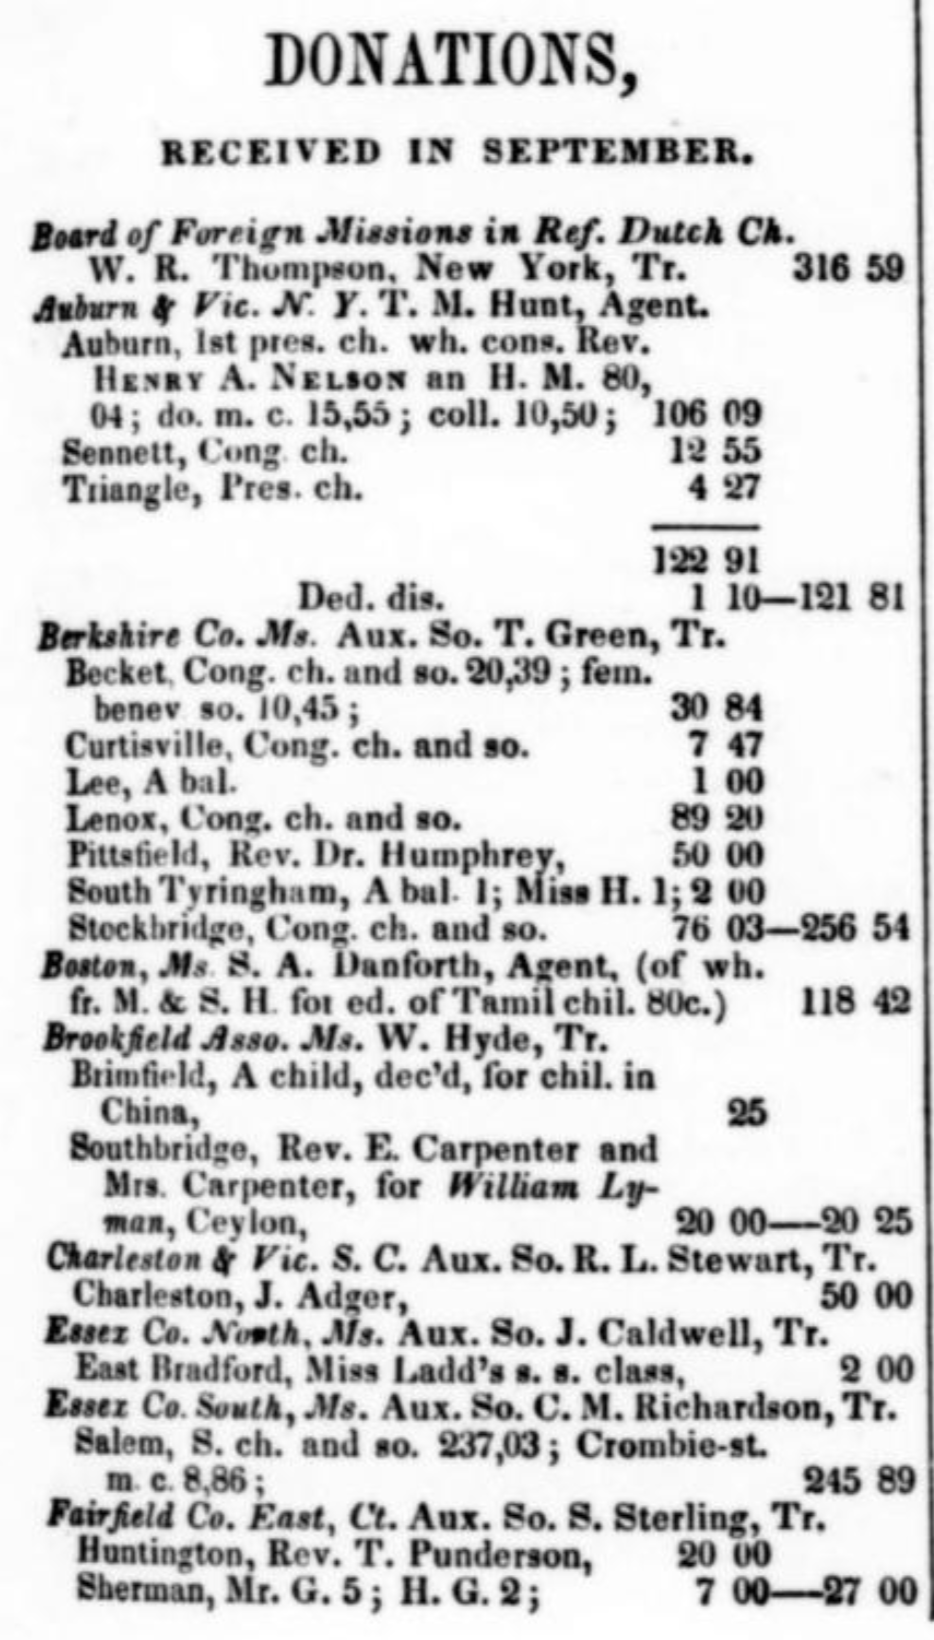 DONATIONS,
RECEIVED IN SEPTEMBER.
Board of Foreign Missions in Ref. Dutch Ch.
W. R. Thompson, New York, Tr. 316 59
Auburn & Vic. N. Y. T. M. Hunt, Agent.
Auburn, 1st pres. ch. wh. cons. Rev.
HENRY A. NELSON an H. M. 80,
04; do. m. c. 15,55; coll. 10,50; 106 09
Sennett, Cong. ch. 12 55
Triangle, Pres. ch. 4 27
122 91
Ded. dis. 1 10—121 81
Berkshire Co. Ms. Aux. So. T. Green, Tr.
Becket, Cong. ch. and so. 20,39; fem.
benev so. 10,45; 30 84
Curtisville, Cong. ch. and so. 7 47
Lee, A bal. 1 00
Lenox, Cong. ch. and so. 89 20
Pittsfield, Rev. Dr. Humphrey, 50 00
South Tyringham, A bal. 1; Miss H. 1; 2 00
Stockbridge, Cong. ch. and so. 76 03—256 54
Boston, Ms. S. A. Danforth, Agent, (of wh.
fr. M. & S. H. for ed. of Tamil chil. 80c.) 118 42
Brookfield Asso. Ms. W. Hyde, Tr.
Brimfield, A child, dec'd, for chil. in
China, 25
Southbridge, Rev. E. Carpenter and
Mrs. Carpenter, for William Ly-
man, Ceylon, 20 00—20 25
Charleston & Vic. S. C. Aux. So. R. L. Stewart, Tr.
Charleston, J. Adger, 50 00
Essex Co. North, Ms. Aux. So. J. Caldwell, Tr.
East Bradford, Miss Ladd's s. s. class, 2 00
Essex Co. South, Ms. Aux. So. C. M. Richardson, Tr.
Salem, S. ch. and so. 237,03; Crombie-st.
m. c. 8,86; 245 89
Fairfield Co. East, Ct. Aux. So. S. Sterling, Tr.
Huntington, Rev. T. Punderson, 20 00
Sherman, Mr. G. 5; H. G. 2; 7 00—27 00